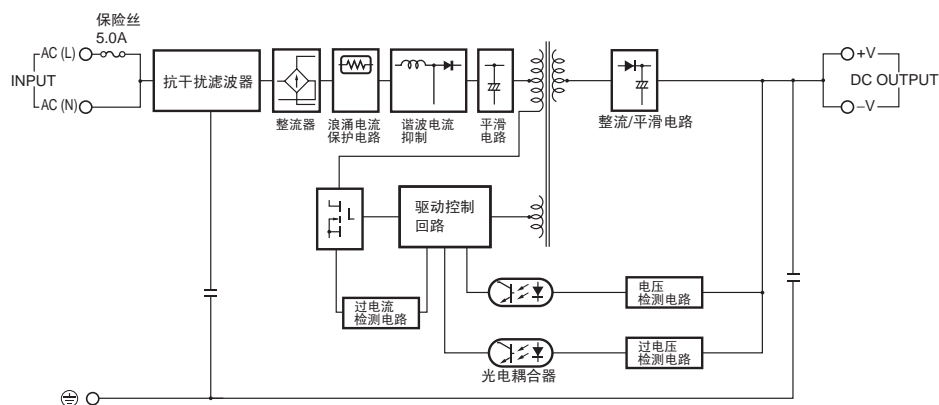 保险丝
5.0A
AC (L)
INPUT
AC (N)
抗干扰滤波器
整流器
浪涌电流
保护电路
谐波电流
抑制
平滑
电路
整流/平滑电路
+V
DC OUTPUT
–V
驱动控制
回路
过电流
检测电路
电压
检测电路
过电压
检测电路
光电耦合器